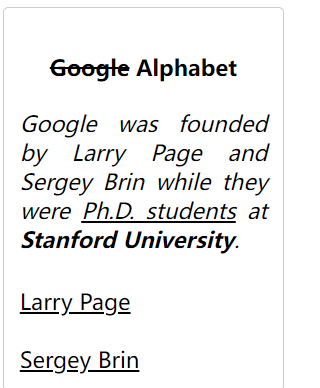 Google Alphabet
Google was founded
by Larry Page and
Sergey Brin while they
were Ph.D. students at
Stanford University.
Larry Page
Sergey Brin